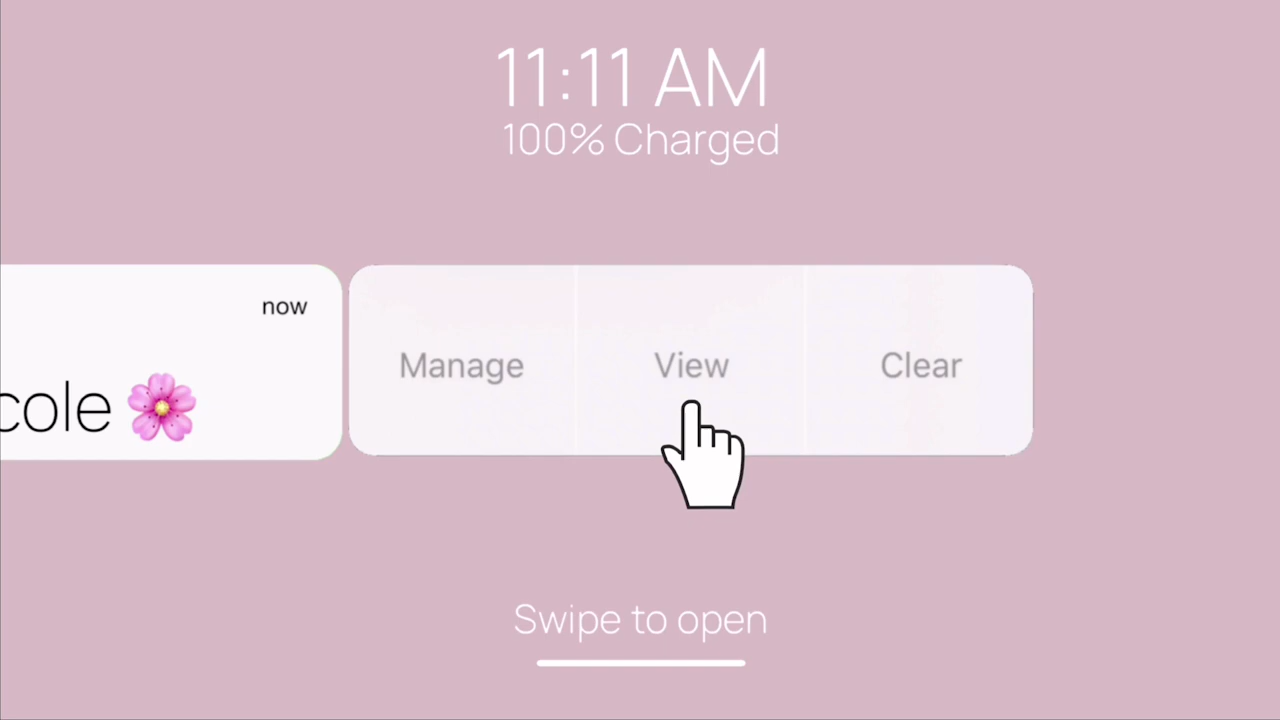 11:11 AM
100% Charged
now
cole 🌸
Manage
View
Clear
Swipe to open